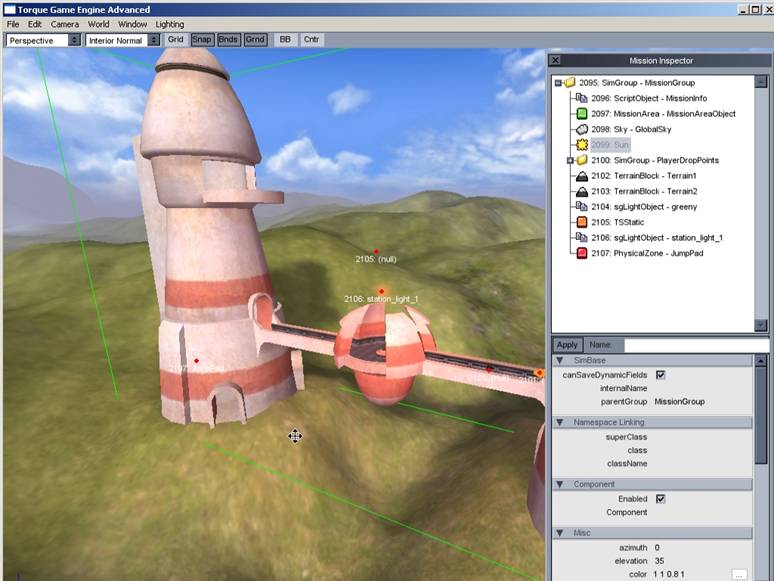 Torque Game Engine Advanced
File Edit Camera World Window Lighting
Perspective Interior Normal Grid Snap Bnds Grnd BB Cntr
Mission Inspector
2095: SimGroup - MissionGroup
2096: ScriptObject - MissionInfo
2097: MissionArea - MissionAreaObject
2098: Sky - GlobalSky
2099: Sun
2100: SimGroup - PlayerDropPoints
2102: TerrainBlock - Terrain1
2103: TerrainBlock - Terrain2
2104: sgLightObject - greeny
2105: TSStatic
2106: sgLightObject - station_light_1
2107: PhysicalZone - JumpPad
2105: (null)
2106: station_light_1
Apply Name:
SimBase
canSaveDynamicFields
internalName
parentGroup MissionGroup
Namespace Linking
superClass
class
className
Component
Enabled
Component
Misc
azimuth 0
elevation 35
color 1 1 0.8 1 ...